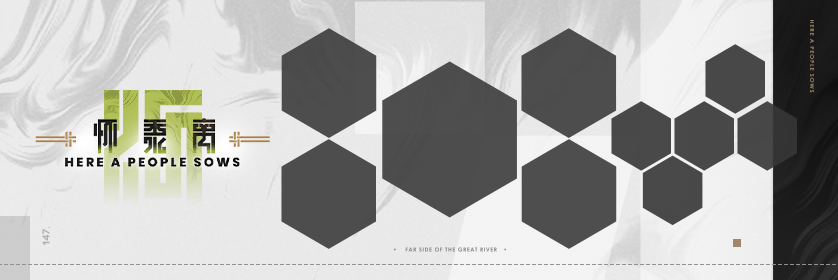 怀 黍 离
HERE A PEOPLE SOWS
147.
• FAR SIDE OF THE GREAT RIVER •
HERE A PEOPLE SOWS